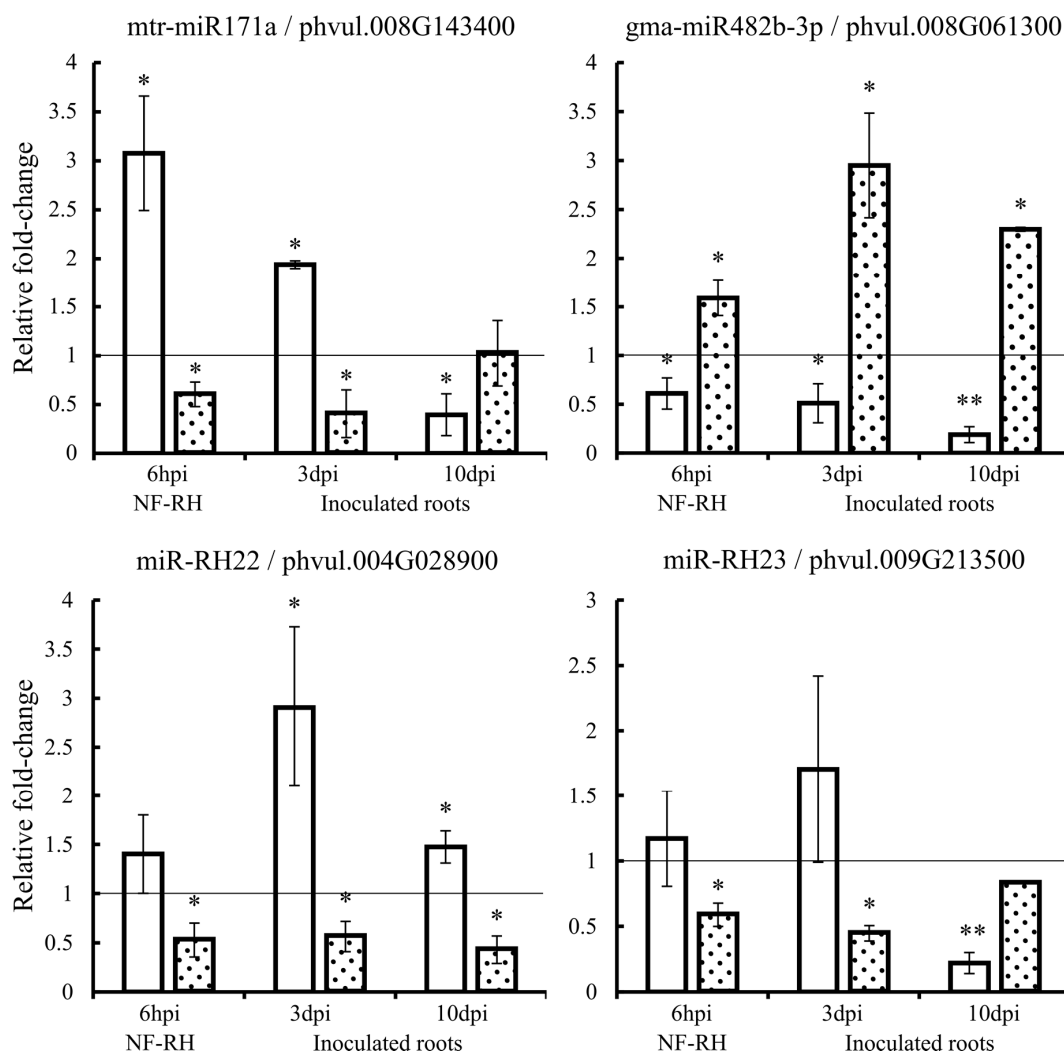 mtr-miR171a / phvul.008G143400
4
3.5
3
2.5
2
1.5
1
0.5
0
Relative fold-change
*
*
*
*
*
6hpi
3dpi
10dpi
NF-RH
Inoculated roots
gma-miR482b-3p / phvul.008G061300
4
3.5
3
2.5
2
1.5
1
0.5
0
*
*
*
*
**
*
6hpi
3dpi
10dpi
NF-RH
Inoculated roots
miR-RH22 / phvul.004G028900
4
3.5
3
2.5
2
1.5
1
0.5
0
Relative fold-change
*
*
*
*
*
6hpi
3dpi
10dpi
NF-RH
Inoculated roots
miR-RH23 / phvul.009G213500
3
2.5
2
1.5
1
0.5
0
*
*
**
6hpi
3dpi
10dpi
NF-RH
Inoculated roots